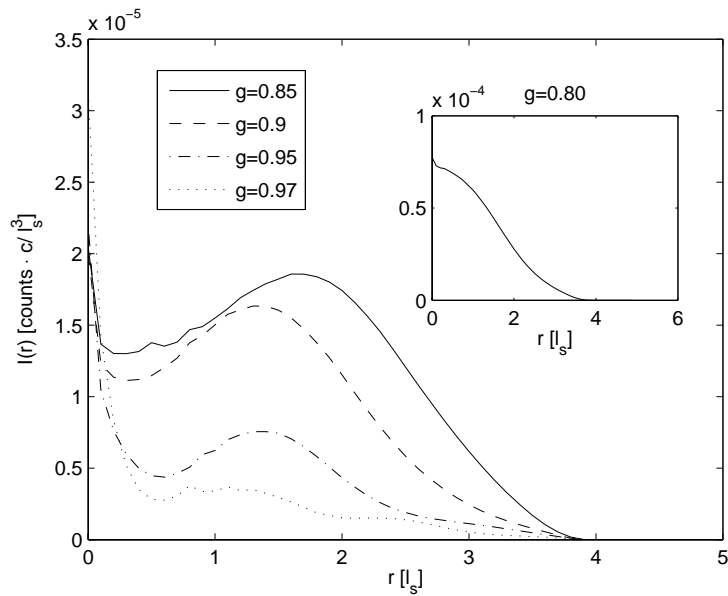 x 10⁻⁵
3.5
3
2.5
2
1.5
1
0.5
0
I(r) [counts · c/ l_s^3]
g=0.85
g=0.9
g=0.95
g=0.97
x 10⁻⁴
g=0.80
1
0.5
0
0 2 4 6
r [l_s]
0 1 2 3 4 5
r [l_s]